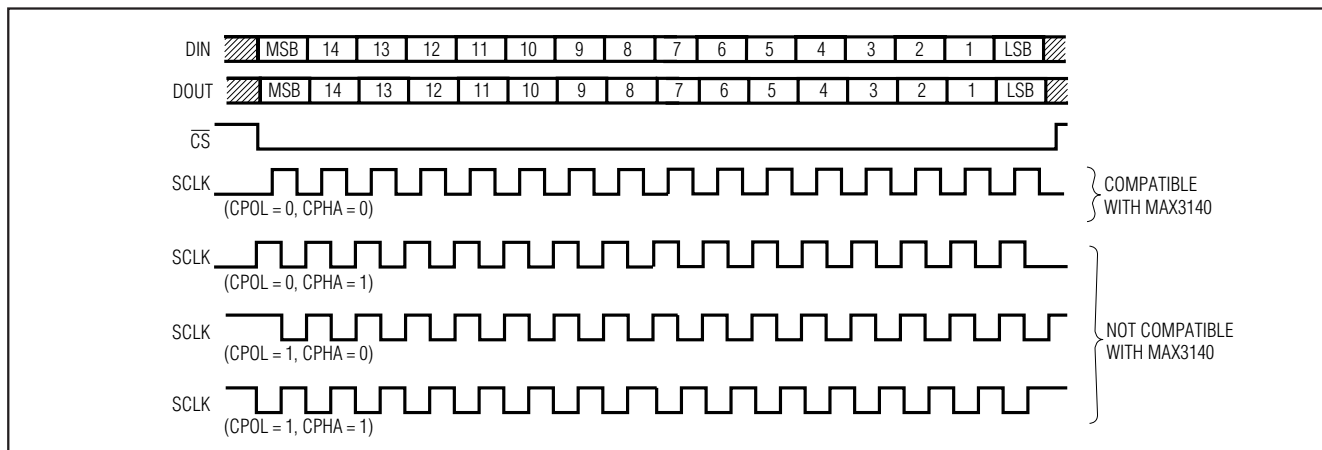 DIN MSB 14 13 12 11 10 9 8 7 6 5 4 3 2 1 LSB
DOUT MSB 14 13 12 11 10 9 8 7 6 5 4 3 2 1 LSB
CS
SCLK
(CPOL = 0, CPHA = 0)
COMPATIBLE
WITH MAX3140
SCLK
(CPOL = 0, CPHA = 1)
SCLK
(CPOL = 1, CPHA = 0)
NOT COMPATIBLE
WITH MAX3140
SCLK
(CPOL = 1, CPHA = 1)